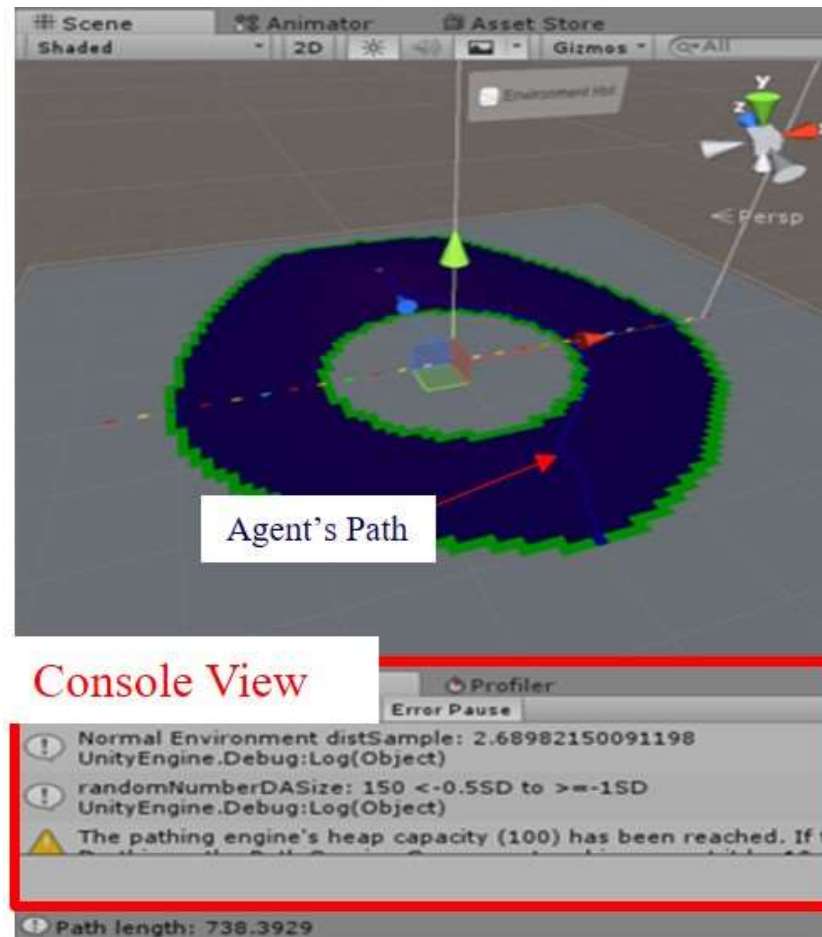 Scene Animator Asset Store
Shaded 2D Gizmos All
Environment Hol
y
z
x
Persp
Agent's Path
Console View
Profiler
Error Pause
Normal Environment distSample: 2.68982150091198
UnityEngine.Debug:Log(Object)
randomNumberDASize: 150 <-0.5SD to >=-1SD
UnityEngine.Debug:Log(Object)
The pathing engine's heap capacity (100) has been reached. If
Path length: 738.3929